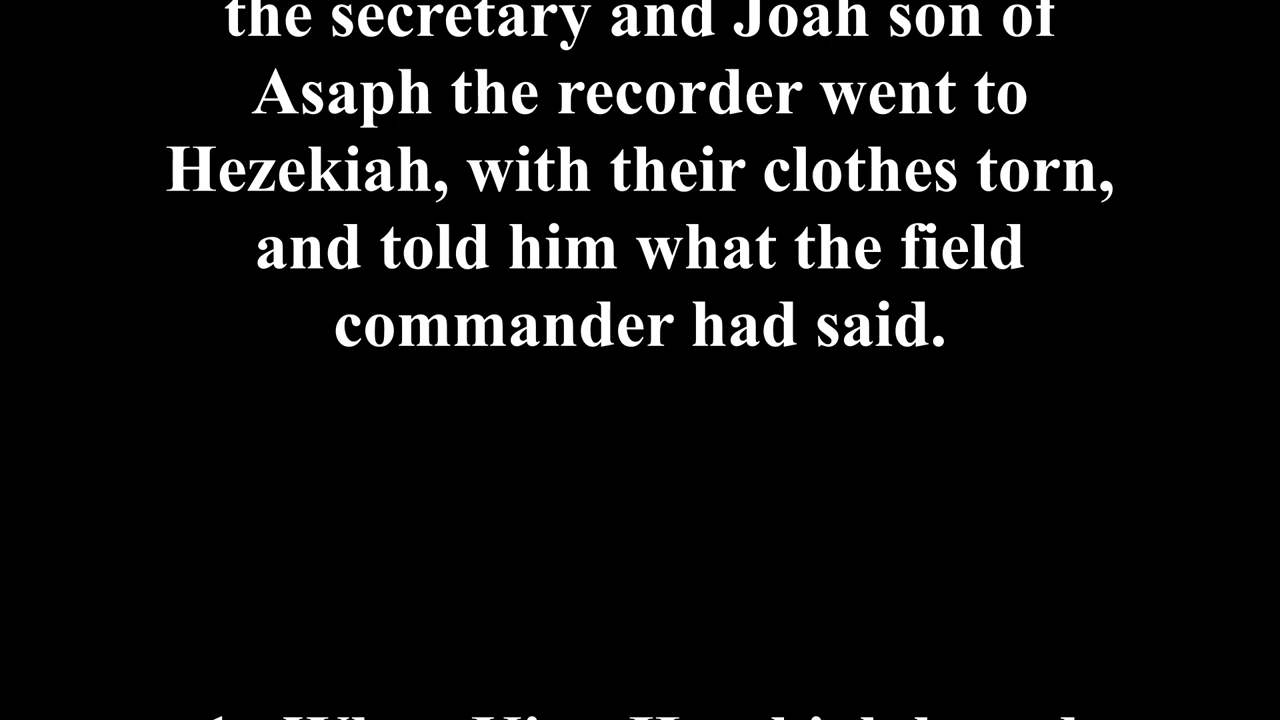 the secretary and Joah son of
Asaph the recorder went to
Hezekiah, with their clothes torn,
and told him what the field
commander had said.